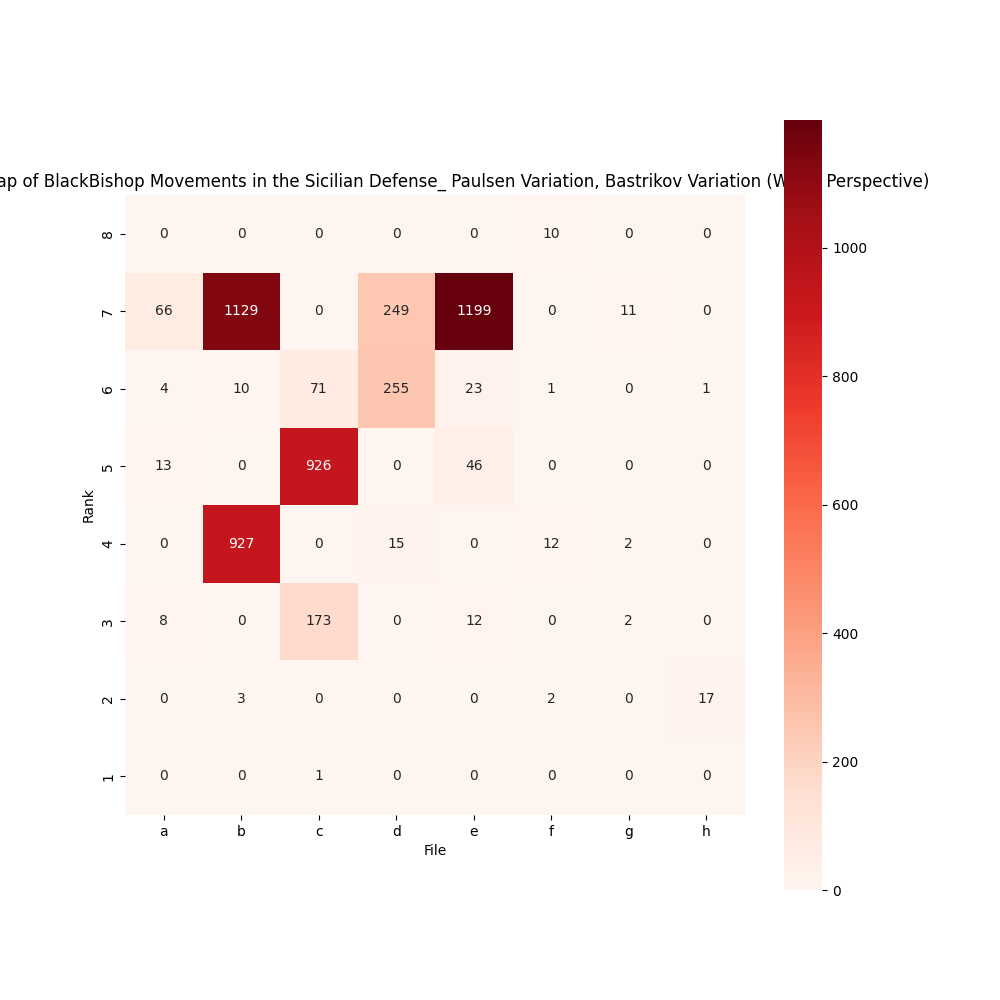 ap of BlackBishop Movements in the Sicilian Defense_ Paulsen Variation, Bastrikov Variation (W Perspective)
8 0 0 0 0 0 10 0 0
7 66 1129 0 249 1199 0 11 0
6 4 10 71 255 23 1 0 1
5 13 0 926 0 46 0 0 0
4 0 927 0 15 0 12 2 0
3 8 0 173 0 12 0 2 0
2 0 3 0 0 0 2 0 17
1 0 0 1 0 0 0 0 0
a b c d e f g h
File
Rank
1000
800
600
400
200
0